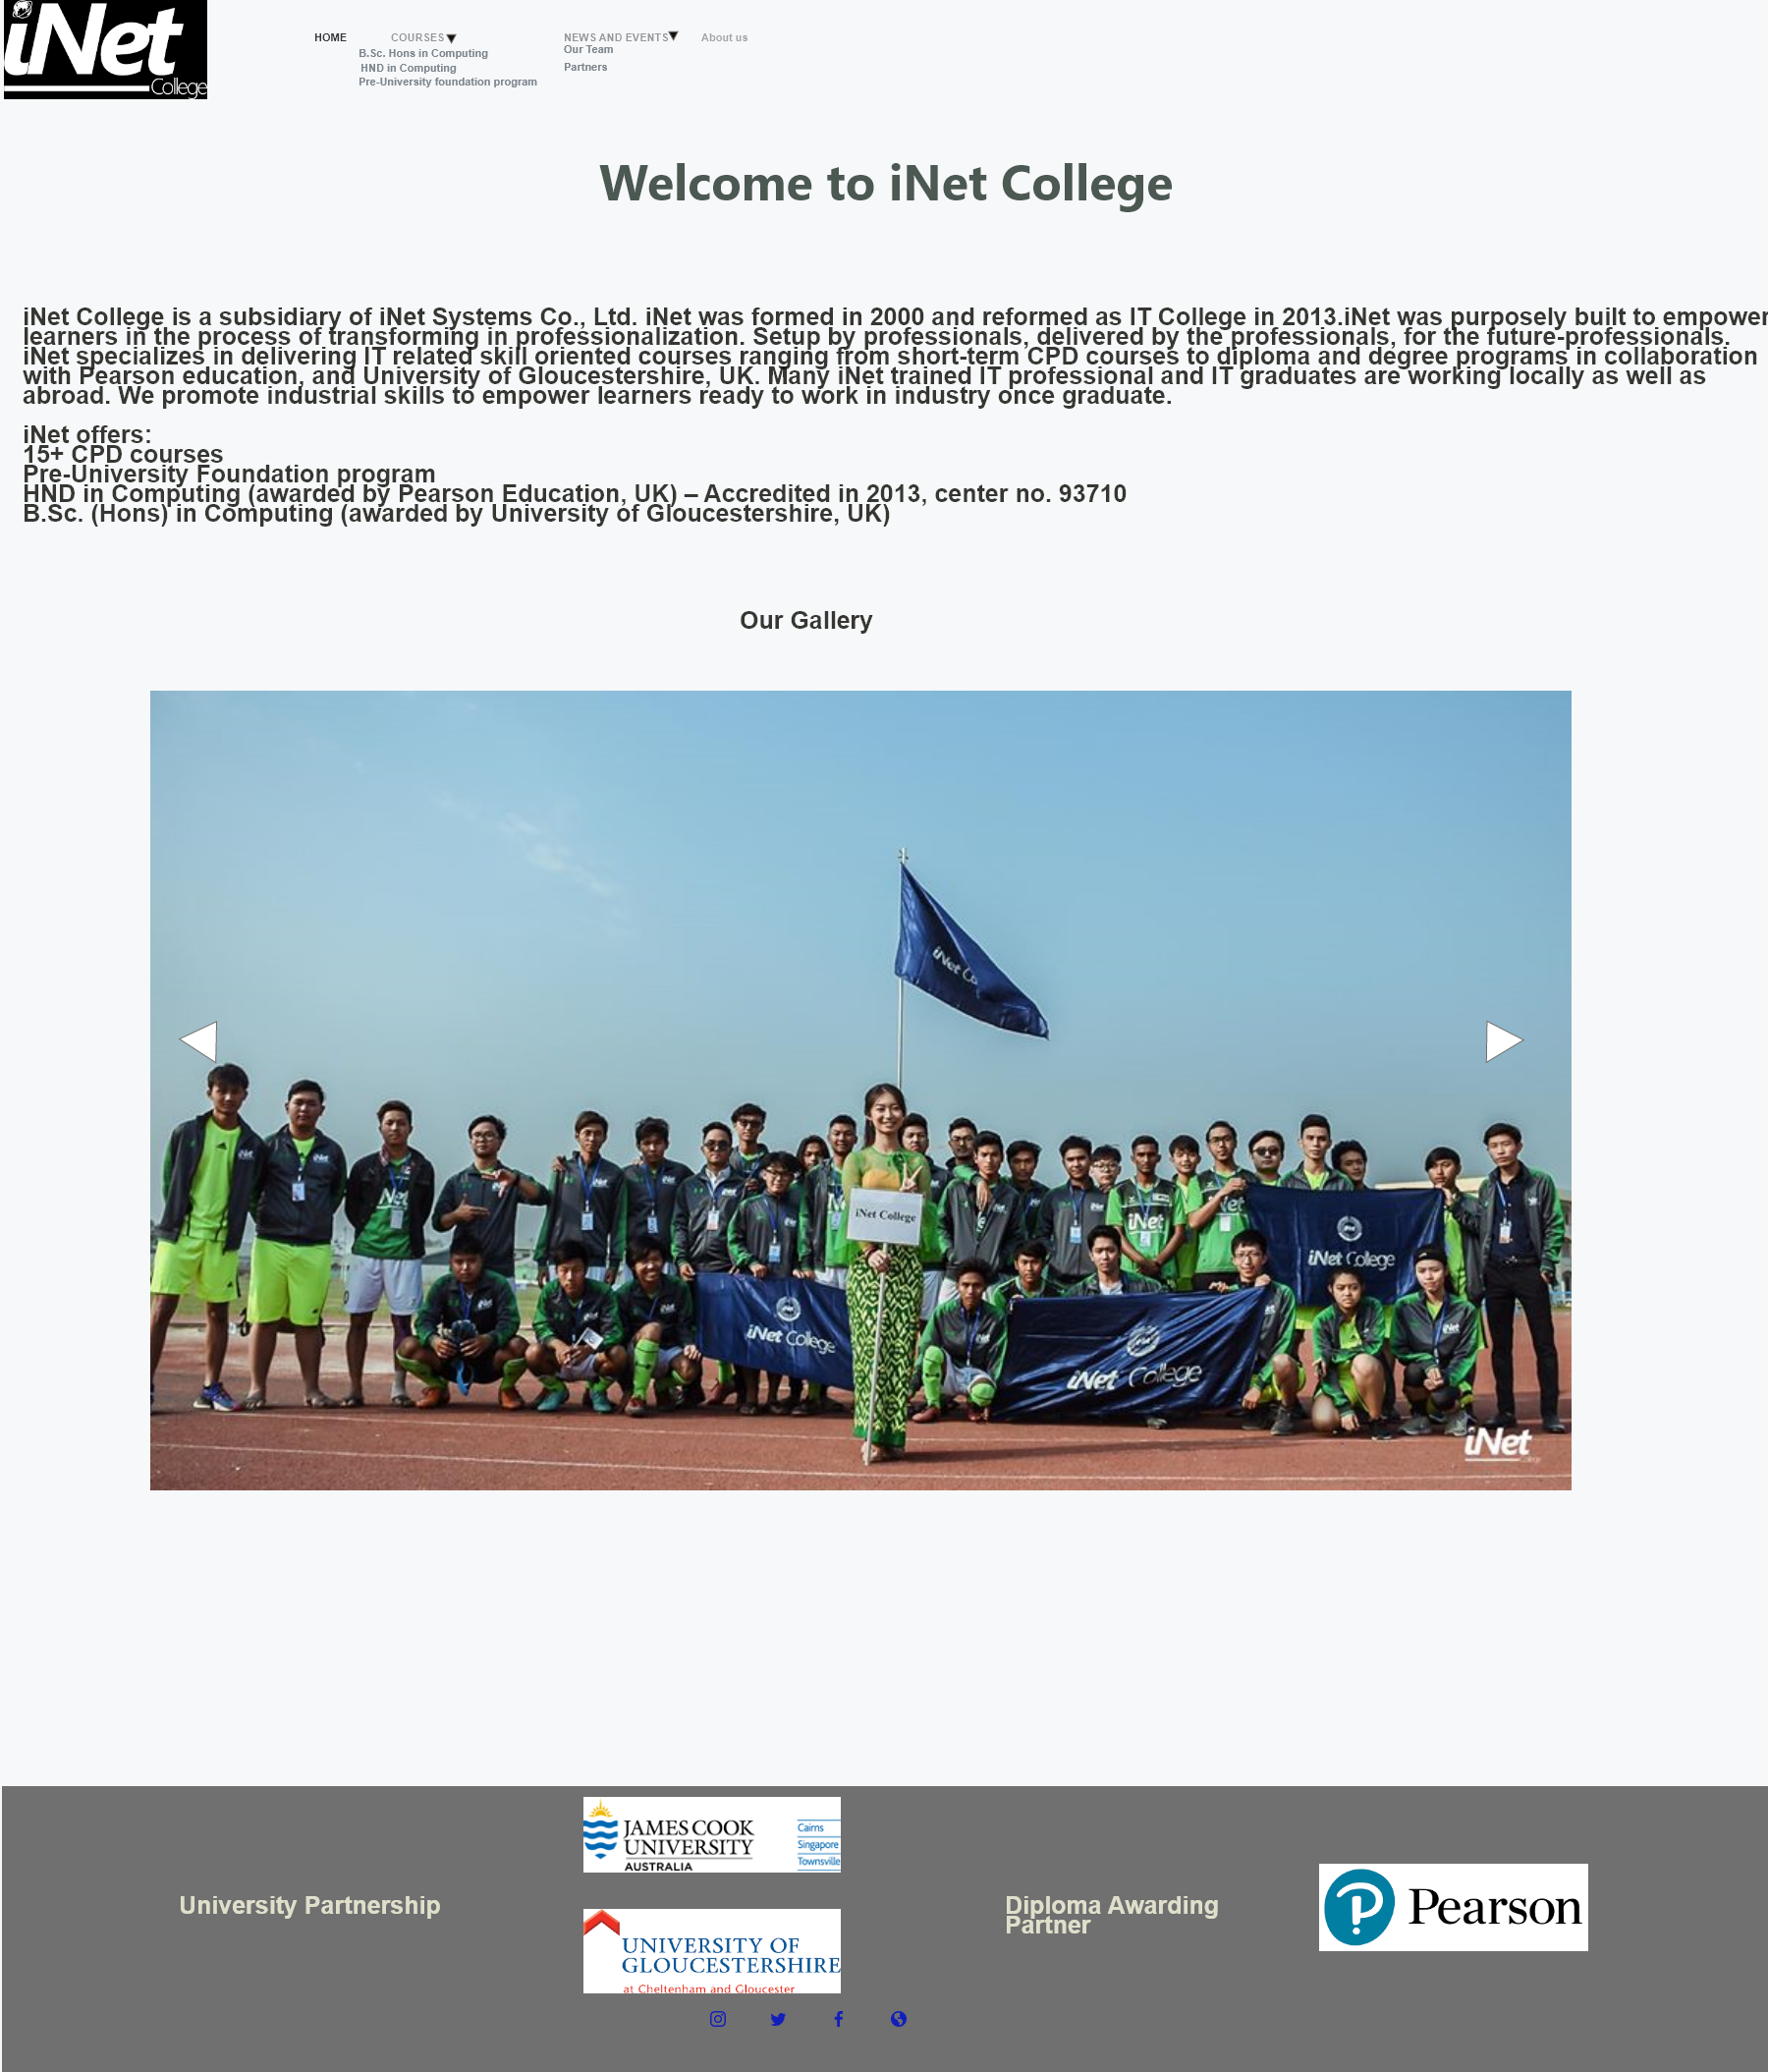 iNet
College
HOME
COURSES
B.Sc. Hons in Computing
HND in Computing
Pre-University foundation program
NEWS AND EVENTS
Our Team
Partners
About us
Welcome to iNet College
iNet College is a subsidiary of iNet Systems Co., Ltd. iNet was formed in 2000 and reformed as IT College in 2013.iNet was purposely built to empower
learners in the process of transforming in professionalization. Setup by professionals, delivered by the professionals, for the future-professionals.
iNet specializes in delivering IT related skill oriented courses ranging from short-term CPD courses to diploma and degree programs in collaboration
with Pearson education, and University of Gloucestershire, UK. Many iNet trained IT professional and IT graduates are working locally as well as
abroad. We promote industrial skills to empower learners ready to work in industry once graduate.
iNet offers:
15+ CPD courses
Pre-University Foundation program
HND in Computing (awarded by Pearson Education, UK) – Accredited in 2013, center no. 93710
B.Sc. (Hons) in Computing (awarded by University of Gloucestershire, UK)
Our Gallery
iNet Co
iNet
iNet College
iNet
iNet
iNet College
iNet College
iNet College
iNet
College
JAMES COOK
UNIVERSITY
AUSTRALIA
Cairns
Singapore
Townsville
University Partnership
UNIVERSITY OF
GLOUCESTERSHIRE
at Cheltenham and Gloucester
Diploma Awarding
Partner
Pearson